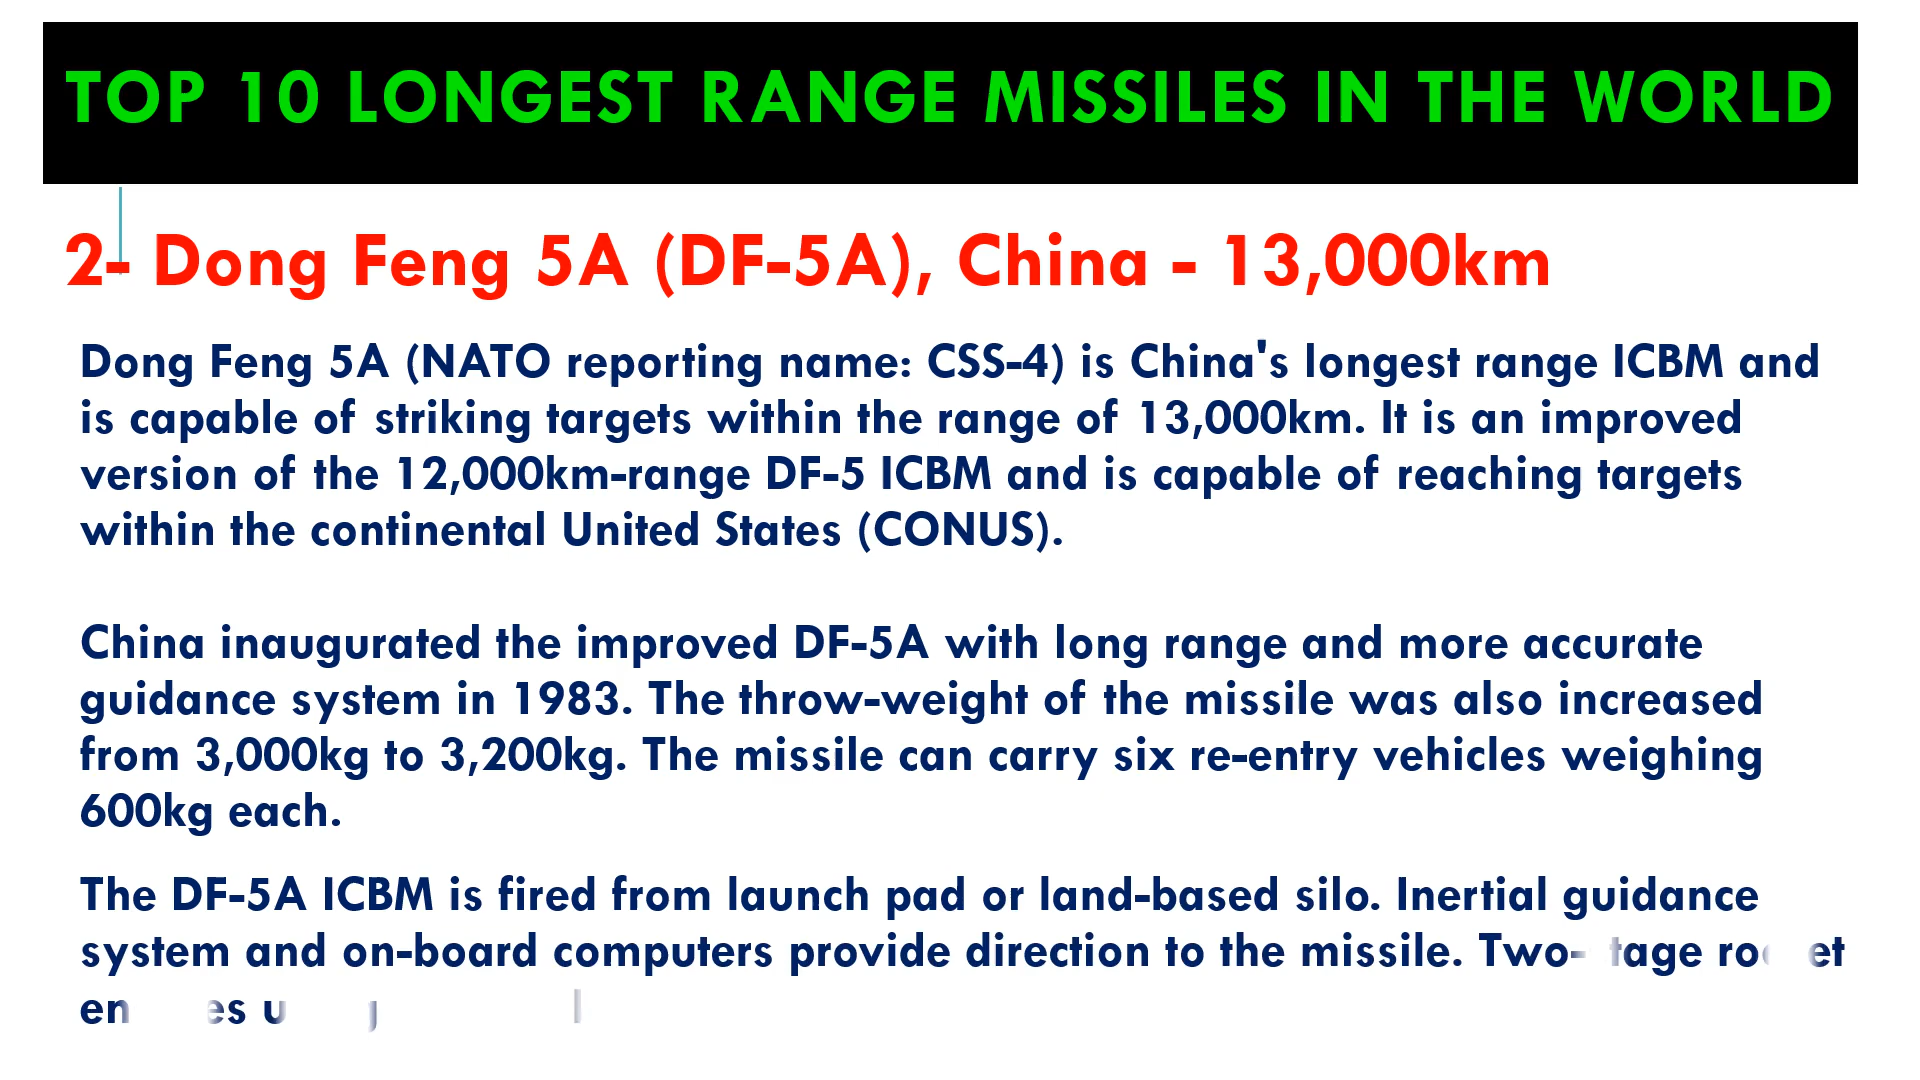 TOP 10 LONGEST RANGE MISSILES IN THE WORLD
2- Dong Feng 5A (DF-5A), China - 13,000km
Dong Feng 5A (NATO reporting name: CSS-4) is China's longest range ICBM and
is capable of striking targets within the range of 13,000km. It is an improved
version of the 12,000km-range DF-5 ICBM and is capable of reaching targets
within the continental United States (CONUS).
China inaugurated the improved DF-5A with long range and more accurate
guidance system in 1983. The throw-weight of the missile was also increased
from 3,000kg to 3,200kg. The missile can carry six re-entry vehicles weighing
600kg each.
The DF-5A ICBM is fired from launch pad or land-based silo. Inertial guidance
system and on-board computers provide direction to the missile. Two-